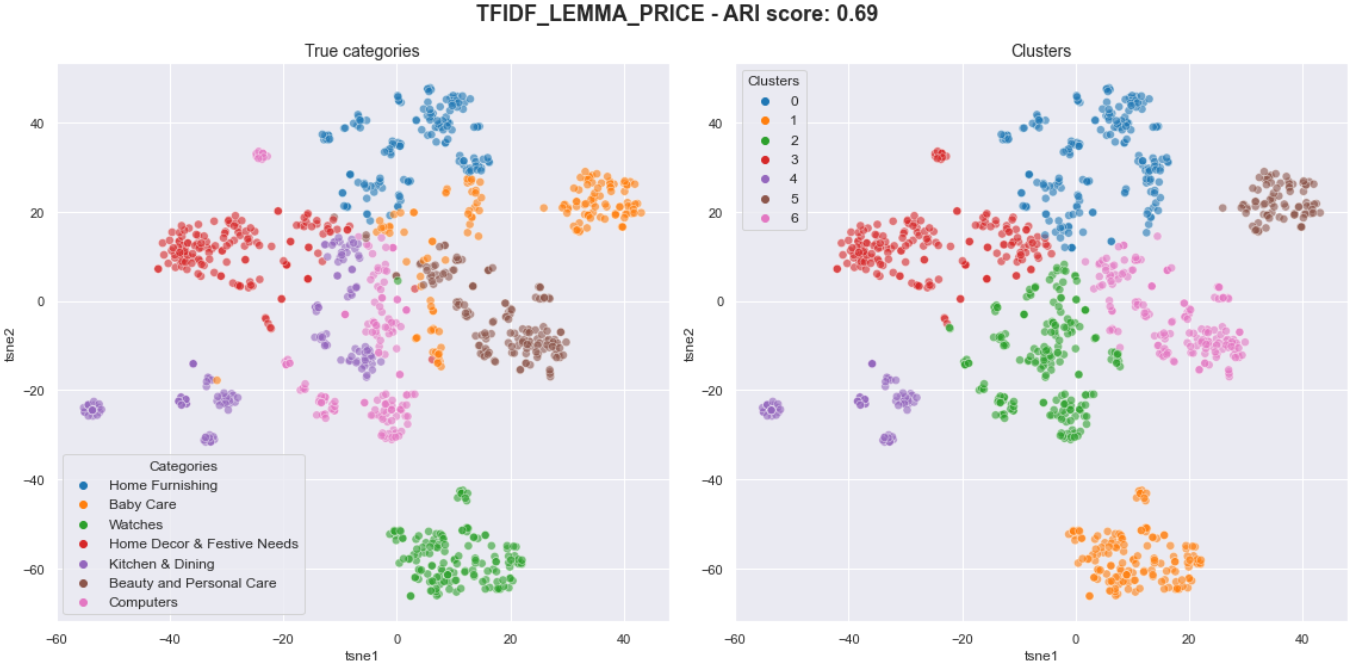 TFIDF_LEMMA_PRICE - ARI score: 0.69
True categories
40
20
0
−20
−40
−60
tsne2
−60
−40
−20
0
20
40
tsne1
Categories
Home Furnishing
Baby Care
Watches
Home Decor & Festive Needs
Kitchen & Dining
Beauty and Personal Care
Computers
Clusters
Clusters
0
1
2
3
4
5
6
40
20
0
−20
−40
−60
tsne2
−60
−40
−20
0
20
40
tsne1